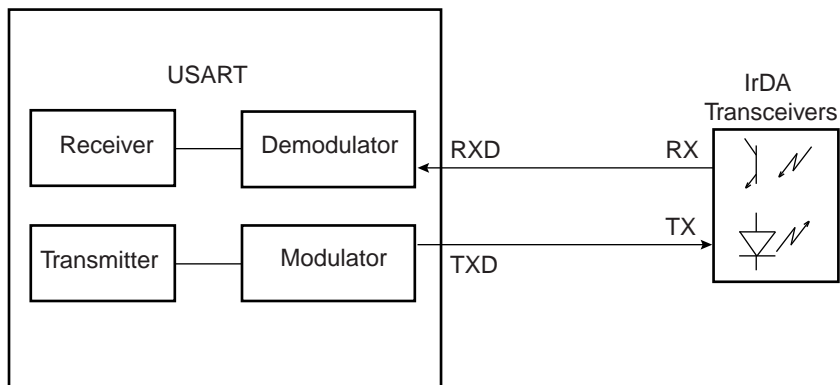 USART
IrDA
Transceivers
Receiver
Demodulator
RXD
RX
Transmitter
Modulator
TXD
TX